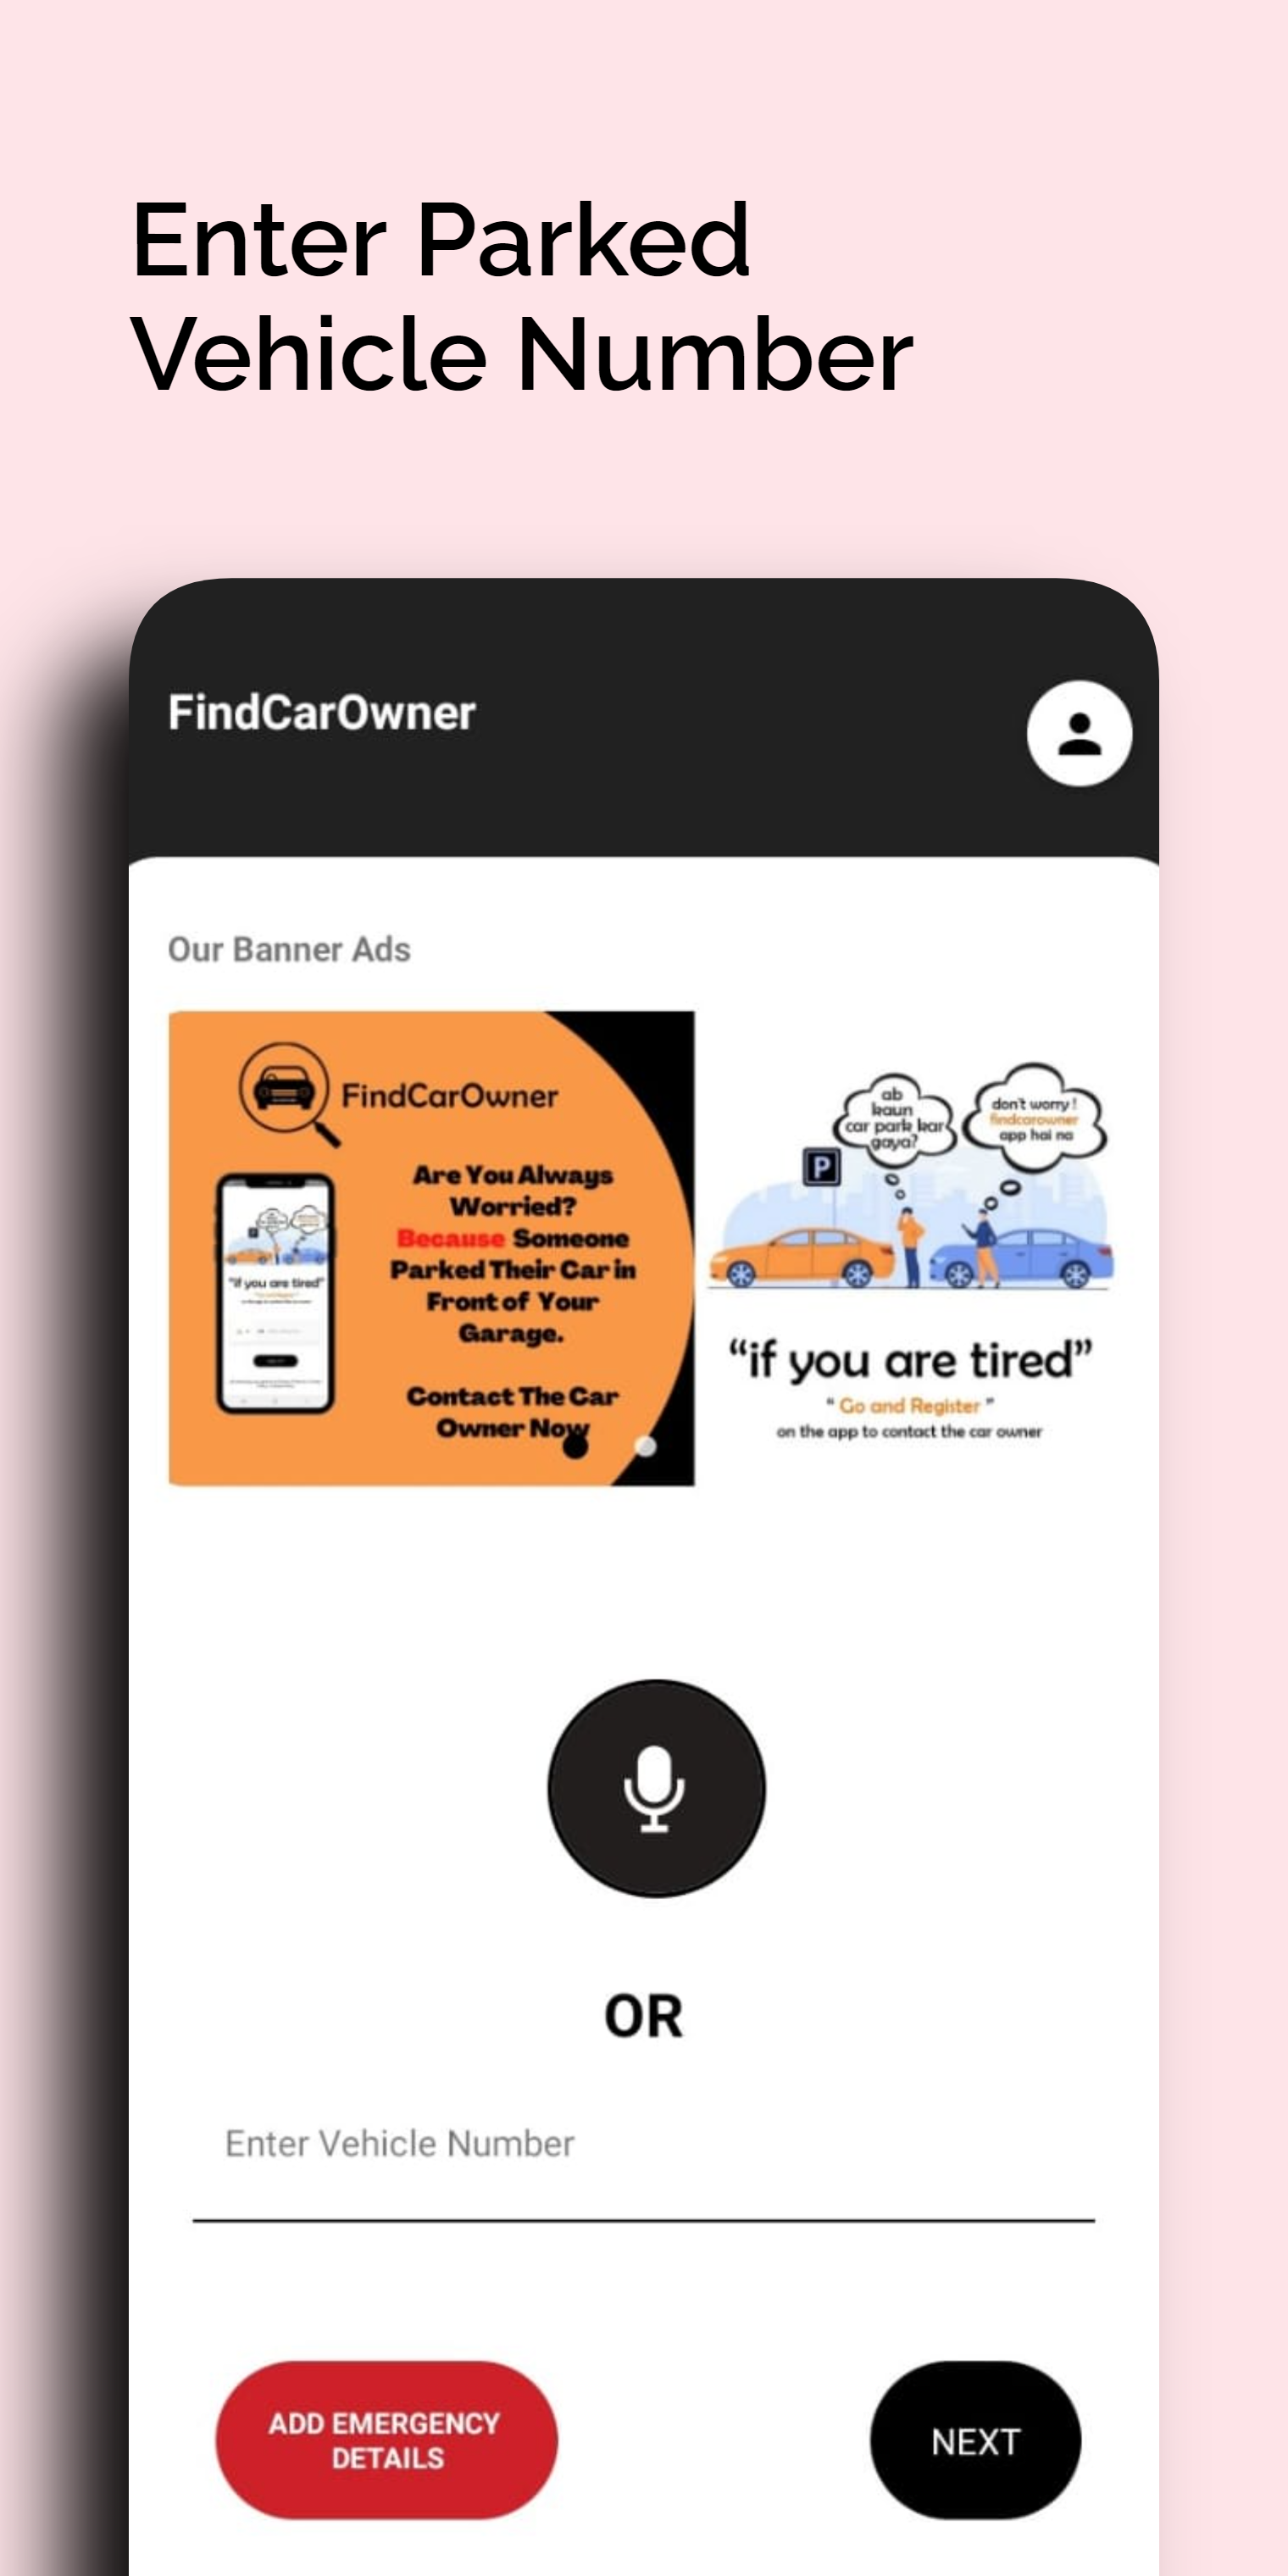 Enter Parked
Vehicle Number
FindCarOwner
Our Banner Ads
FindCarOwner
Are You Always
Worried?
Because Someone
Parked Their Car in
Front of Your
Garage.
Contact The Car
Owner Now
"if you are tired"
ab
kaun
car park kar
gaya?
don't worry !
findcarowner
app hai na
P
“if you are tired”
“ Go and Register ”
on the app to contact the car owner
OR
Enter Vehicle Number
ADD EMERGENCY
DETAILS
NEXT